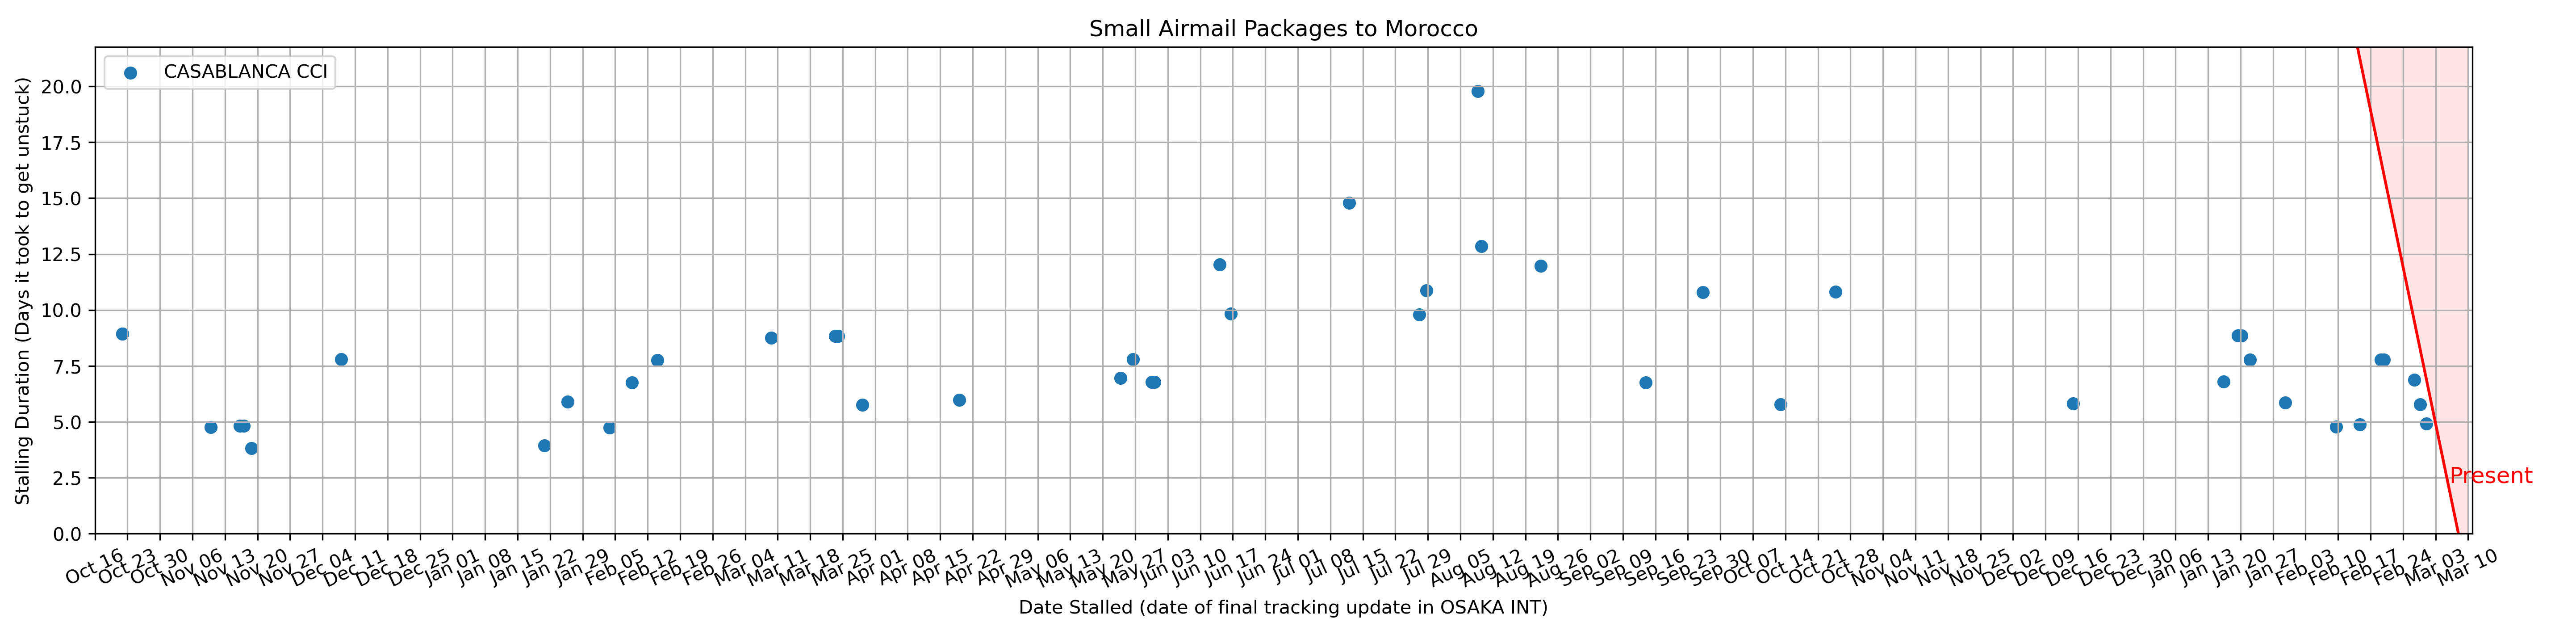 Small Airmail Packages to Morocco
CASABLANCA CCI
Stalling Duration (Days it took to get unstuck)
20.0
17.5
15.0
12.5
10.0
7.5
5.0
2.5
0.0
Present
Oct 16
Oct 23
Oct 30
Nov 06
Nov 13
Nov 20
Nov 27
Dec 04
Dec 11
Dec 18
Dec 25
Jan 01
Jan 08
Jan 15
Jan 22
Jan 29
Feb 05
Feb 12
Feb 19
Feb 26
Mar 04
Mar 11
Mar 18
Mar 25
Apr 01
Apr 08
Apr 15
Apr 22
Apr 29
May 06
May 13
May 20
May 27
Jun 03
Jun 10
Jun 17
Jun 24
Jul 01
Jul 08
Jul 15
Jul 22
Jul 29
Aug 05
Aug 12
Aug 19
Aug 26
Sep 02
Sep 09
Sep 16
Sep 23
Sep 30
Oct 07
Oct 14
Oct 21
Oct 28
Nov 04
Nov 11
Nov 18
Nov 25
Dec 02
Dec 09
Dec 16
Dec 23
Dec 30
Jan 06
Jan 13
Jan 20
Jan 27
Feb 03
Feb 10
Feb 17
Feb 24
Mar 03
Mar 10
Date Stalled (date of final tracking update in OSAKA INT)